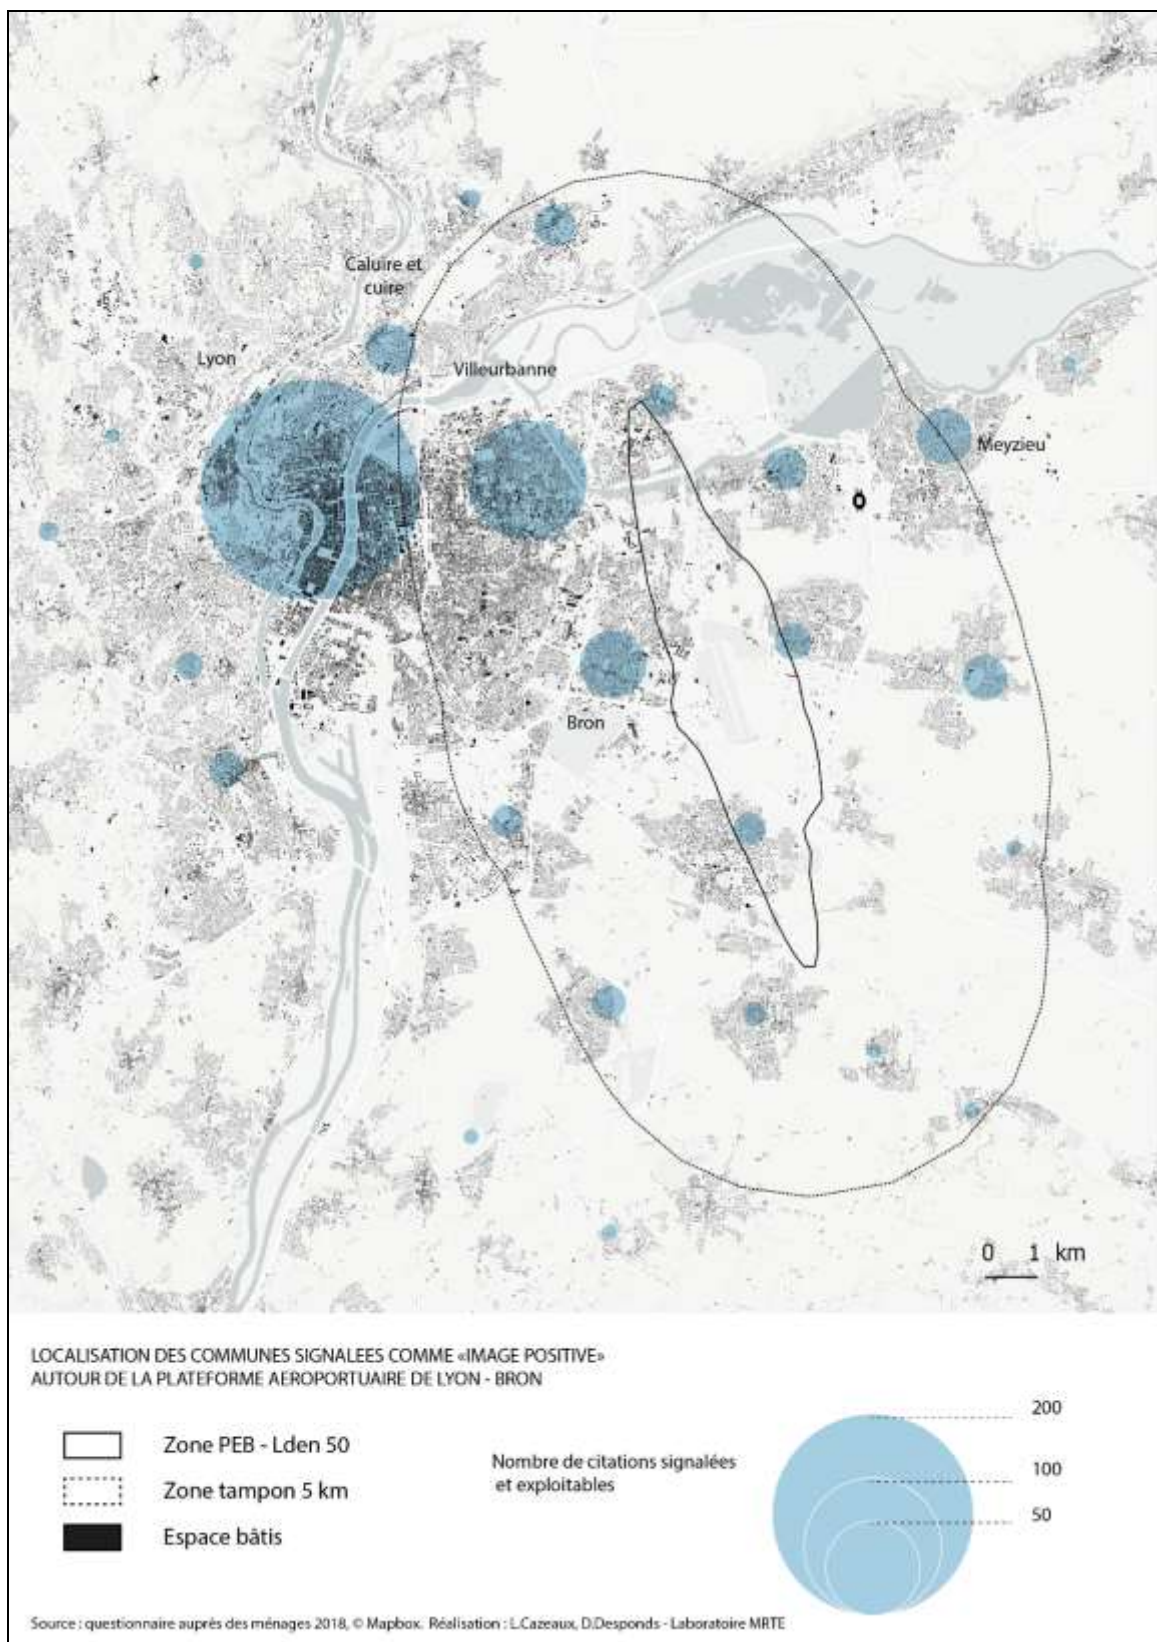 Caluire et
cuire
Lyon
Villeurbanne
Meyzieu
Bron
0 1 km
LOCALISATION DES COMMUNES SIGNALEES COMME «IMAGE POSITIVE»
AUTOUR DE LA PLATEFORME AEROPORTUAIRE DE LYON - BRON
Zone PEB - Lden 50
Zone tampon 5 km
Espace bâtis
Nombre de citations signalées
et exploitables
200
100
50
Source : questionnaire auprès des ménages 2018, © Mapbox. Réalisation : L.Cazeaux, D.Desponds - Laboratoire MRTE